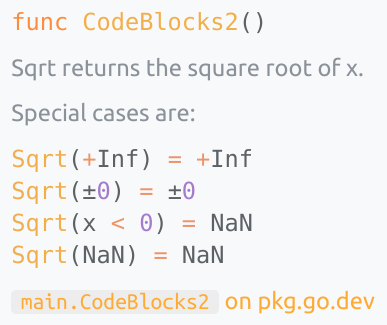 func CodeBlocks2()
Sqrt returns the square root of x.
Special cases are:
Sqrt(+Inf) = +Inf
Sqrt(±0) = ±0
Sqrt(x < 0) = NaN
Sqrt(NaN) = NaN
main.CodeBlocks2 on pkg.go.dev